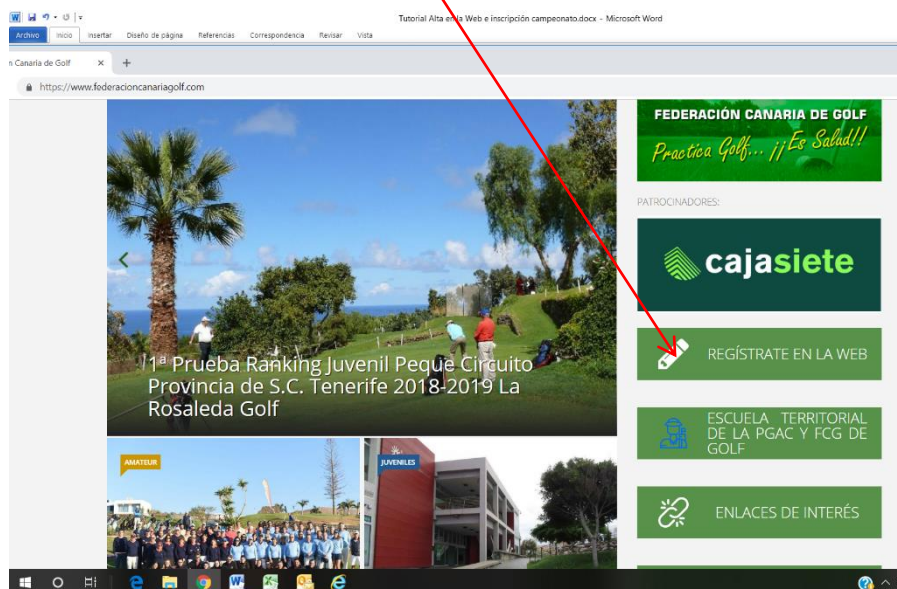 Tutorial Alta en la Web e inscripción campeonato.docx - Microsoft Word
Archivo Inicio Insertar Diseño de página Referencias Correspondencia Revisar Vista
n Canaria de Golf
https://www.federacioncanariagolf.com
FEDERACIÓN CANARIA DE GOLF
Practica Golf... ¡¡Es Salud!!
PATROCINADORES:
cajasiete
1ª Prueba Ranking Juvenil Peque Circuito
Provincia de S.C. Tenerife 2018-2019 La
Rosaleda Golf
REGÍSTRATE EN LA WEB
ESCUELA TERRITORIAL
DE LA PGAC Y FCG DE
GOLF
AMATEUR
JUVENILES
ENLACES DE INTERÉS